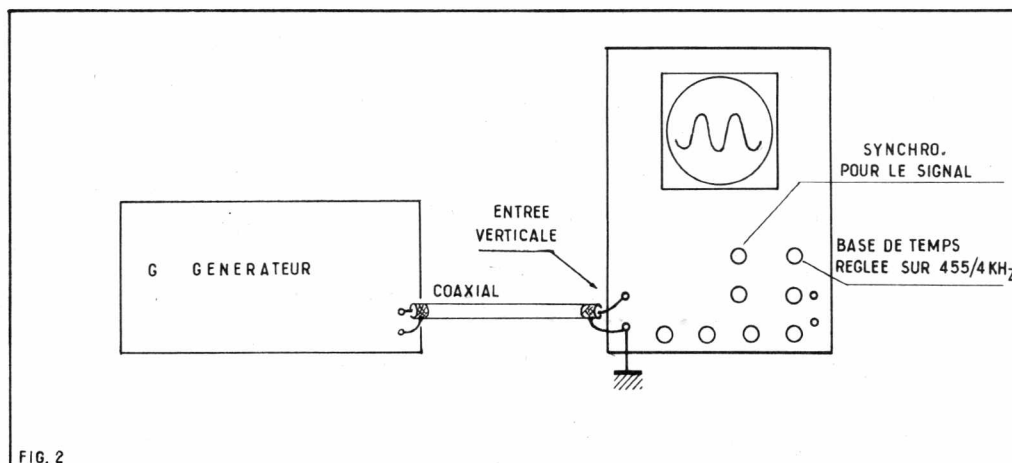 SYNCHRO.
POUR LE SIGNAL
ENTREE
VERTICALE
BASE DE TEMPS
REGLEE SUR 455/4 KHZ
G GENERATEUR
COAXIAL
FIG. 2